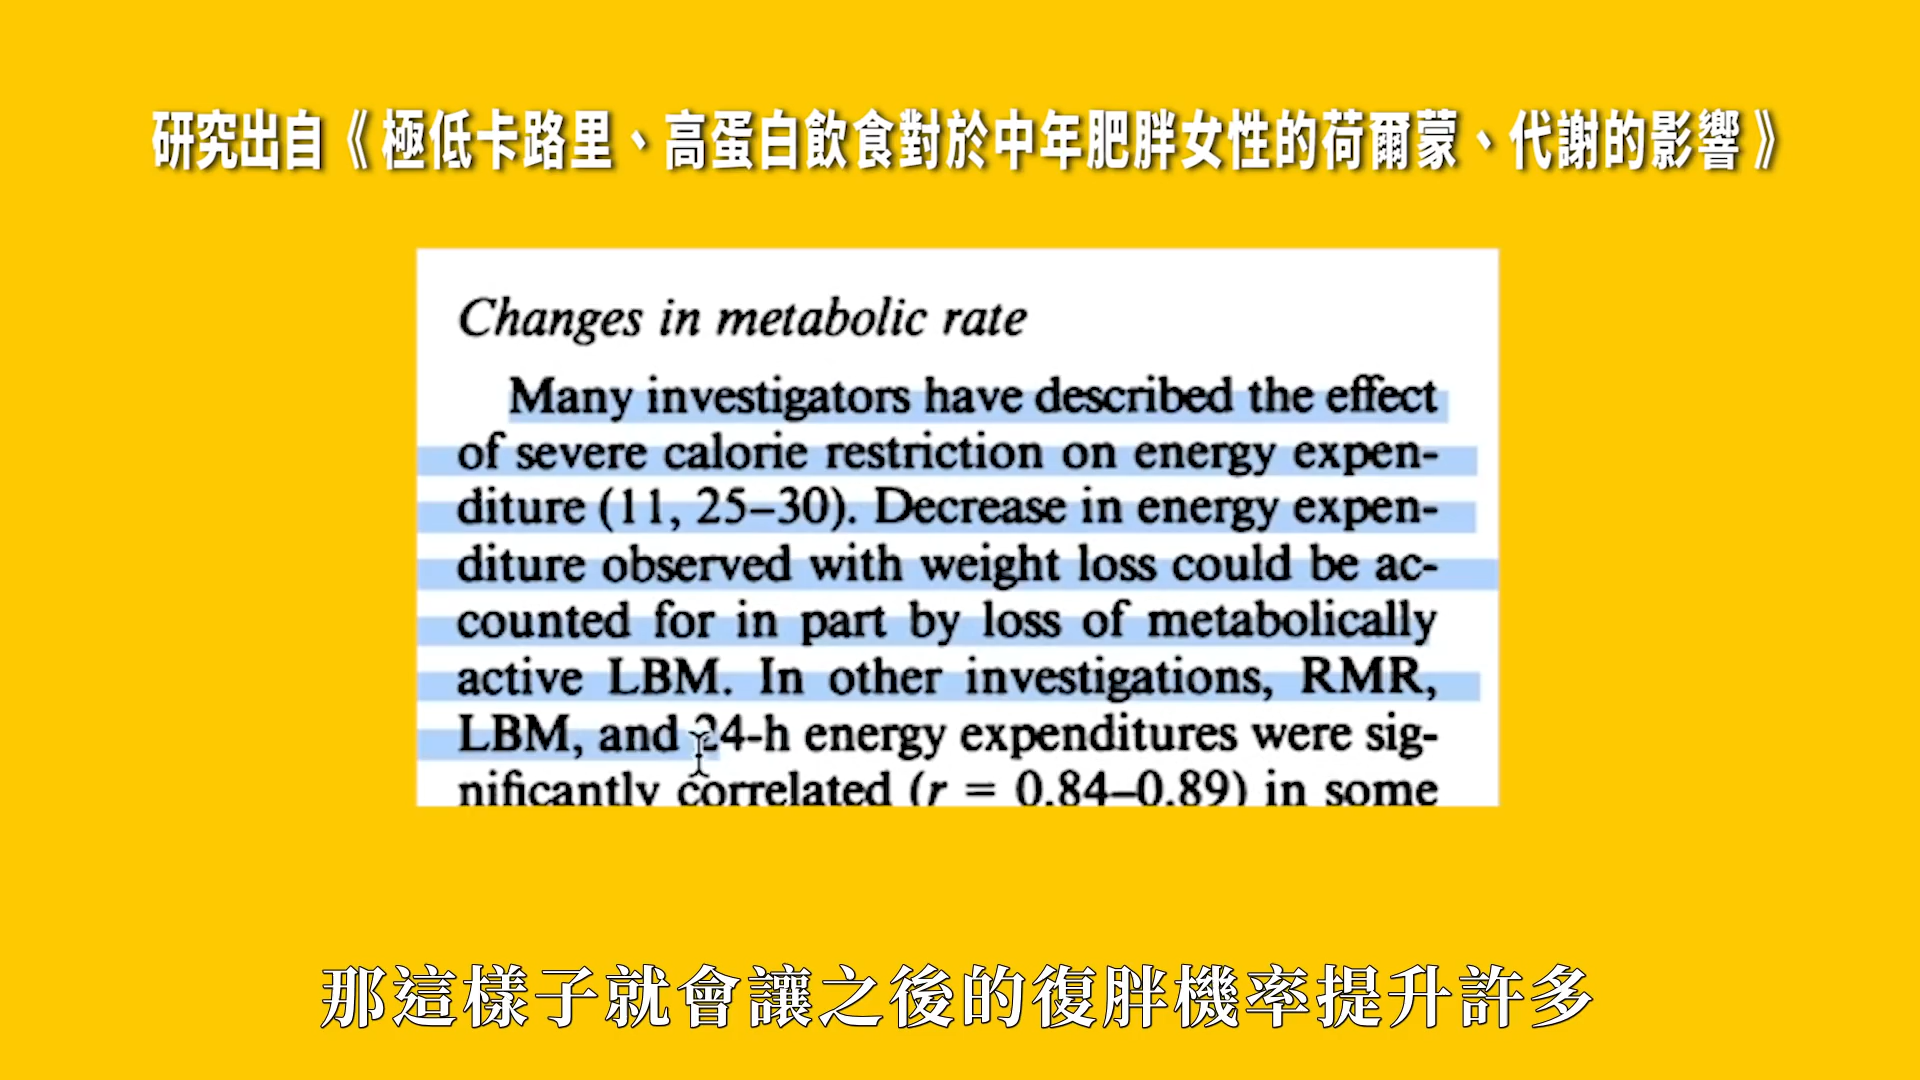 研究出自《極低卡路里、高蛋白飲食對於中年肥胖女性的荷爾蒙、代謝的影響》
Changes in metabolic rate
Many investigators have described the effect
of severe calorie restriction on energy expen-
diture (11, 25–30). Decrease in energy expen-
diture observed with weight loss could be ac-
counted for in part by loss of metabolically
active LBM. In other investigations, RMR,
LBM, and 24-h energy expenditures were sig-
nificantly correlated (r = 0.84–0.89) in some
那這樣子就會讓之後的復胖機率提升許多